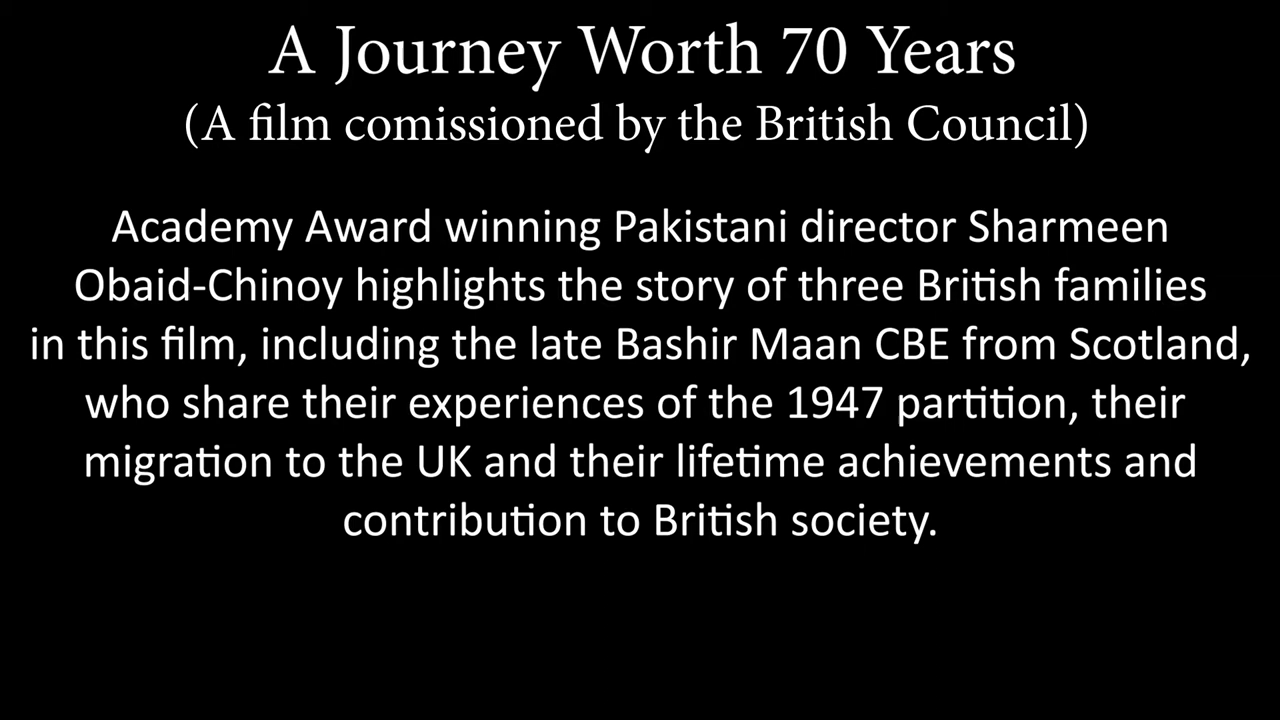 A Journey Worth 70 Years
(A film comissioned by the British Council)
Academy Award winning Pakistani director Sharmeen
Obaid-Chinoy highlights the story of three British families
in this film, including the late Bashir Maan CBE from Scotland,
who share their experiences of the 1947 partition, their
migration to the UK and their lifetime achievements and
contribution to British society.